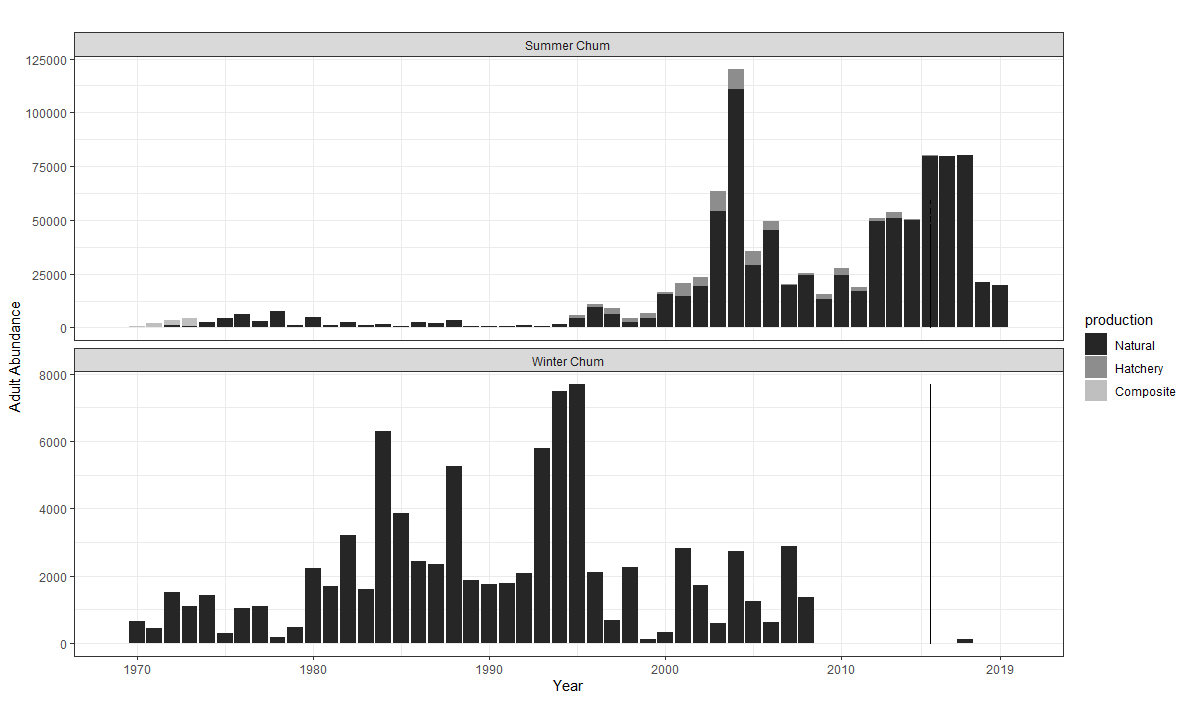 Summer Chum
125000
100000
75000
50000
25000
0
Winter Chum
8000
6000
4000
2000
0
1970 1980 1990 2000 2010 2019
Year
Adult Abundance
production
Natural
Hatchery
Composite